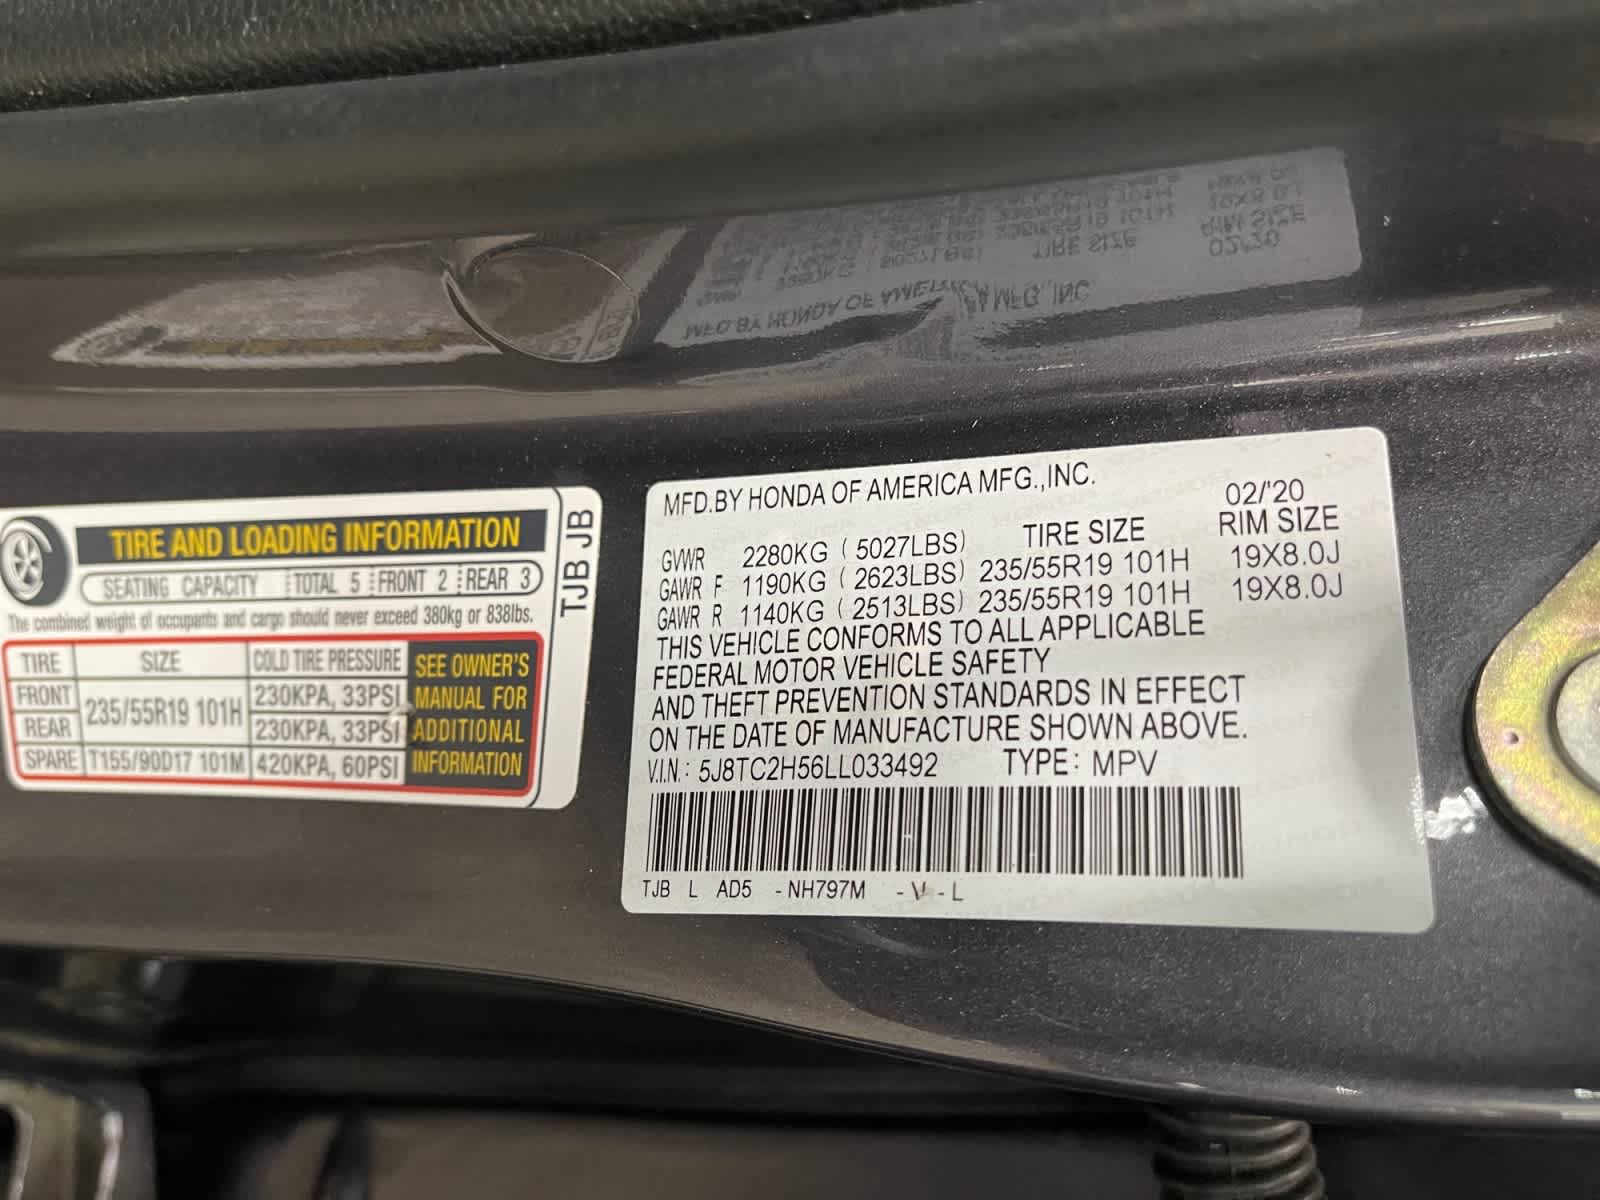 TIRE AND LOADING INFORMATION
SEATING CAPACITY TOTAL 5 FRONT 2 REAR 3
The combined weight of occupants and cargo should never exceed 380kg or 838lbs.
TIRE SIZE COLD TIRE PRESSURE
FRONT 235/55R19 101H 230KPA, 33PSI
REAR 230KPA, 33PSI
SPARE T155/90D17 101M 420KPA, 60PSI
SEE OWNER'S
MANUAL FOR
ADDITIONAL
INFORMATION
TJB JB
MFD.BY HONDA OF AMERICA MFG.,INC.
02/'20
TIRE SIZE RIM SIZE
GVWR 2280KG ( 5027LBS)
GAWR F 1190KG ( 2623LBS) 235/55R19 101H 19X8.0J
GAWR R 1140KG ( 2513LBS) 235/55R19 101H 19X8.0J
THIS VEHICLE CONFORMS TO ALL APPLICABLE
FEDERAL MOTOR VEHICLE SAFETY
AND THEFT PREVENTION STANDARDS IN EFFECT
ON THE DATE OF MANUFACTURE SHOWN ABOVE.
V.I.N.: 5J8TC2H56LL033492 TYPE: MPV
TJB L AD5 -NH797M -V-L